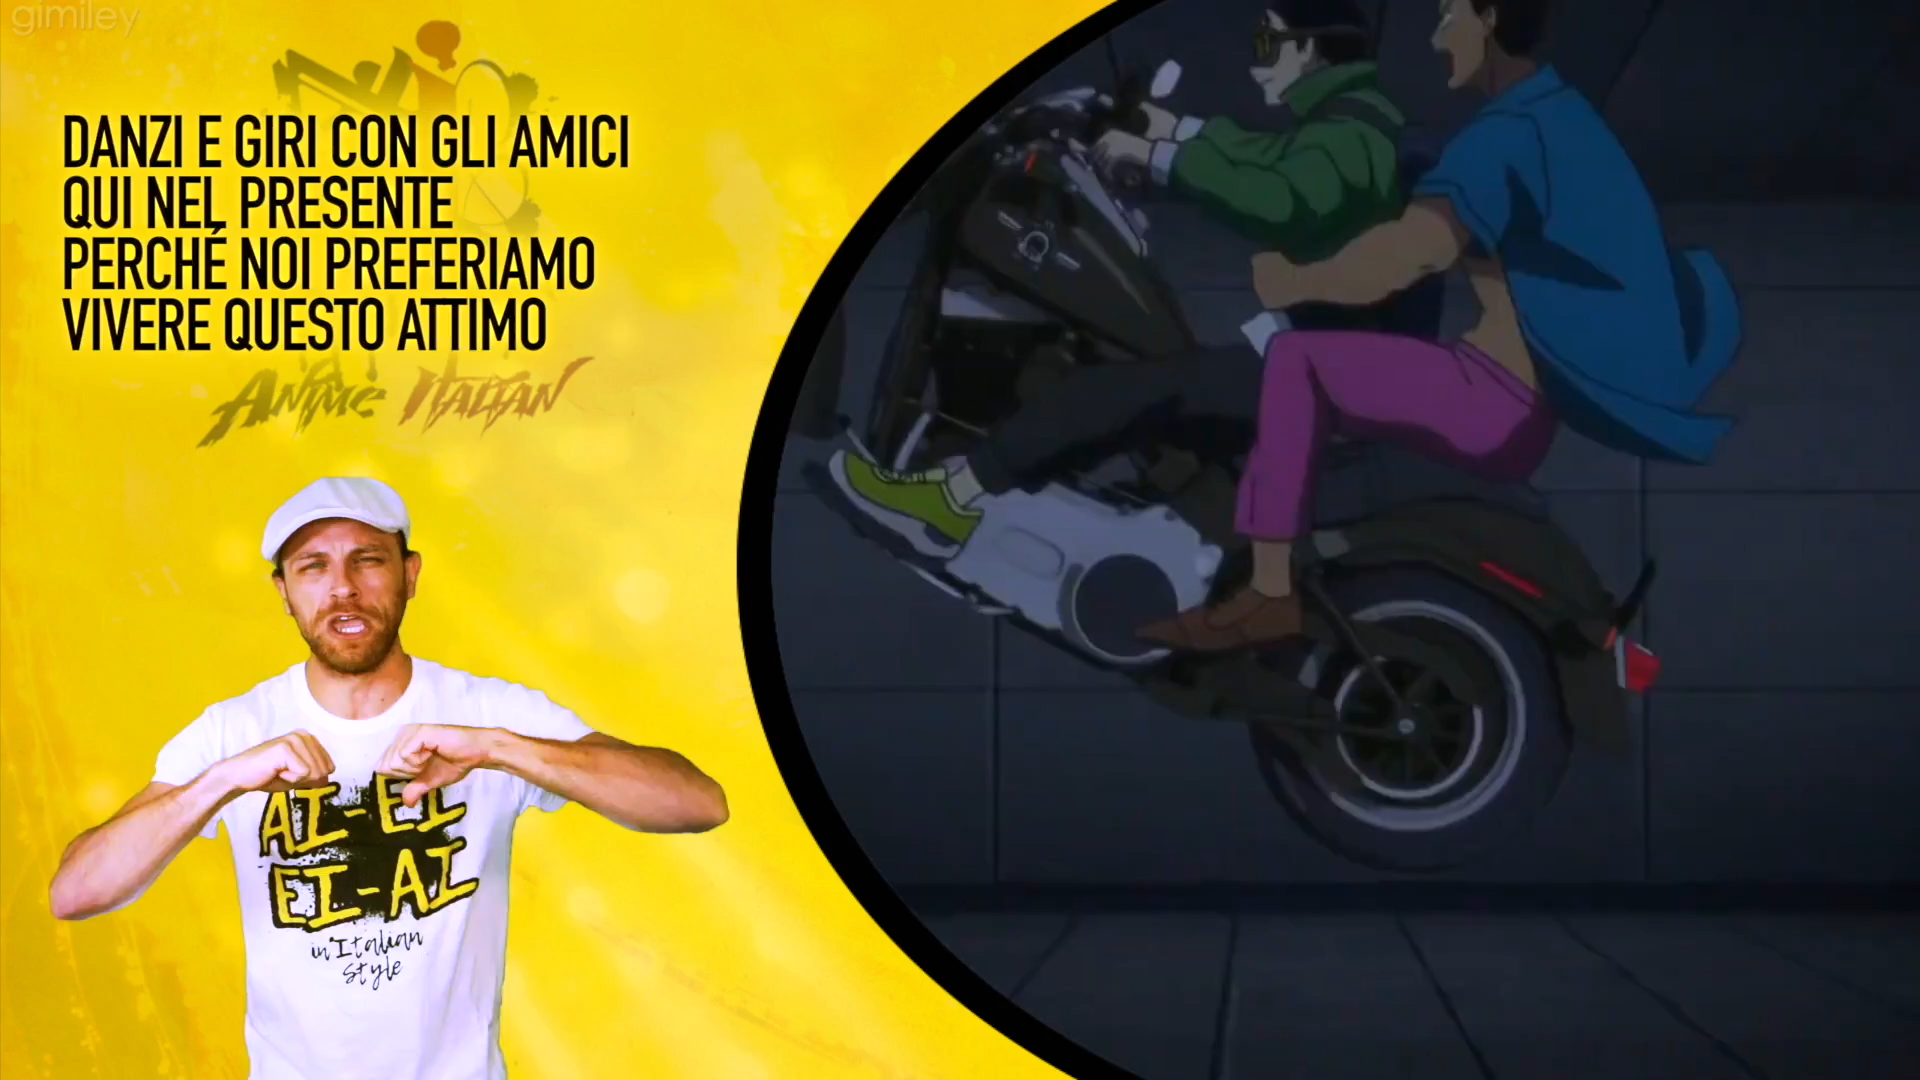 gimiley
DANZI E GIRI CON GLI AMICI
QUI NEL PRESENTE
PERCHÉ NOI PREFERIAMO
VIVERE QUESTO ATTIMO
ANIME ITALIAN
AI-EI
EI-AI
in Italian
style